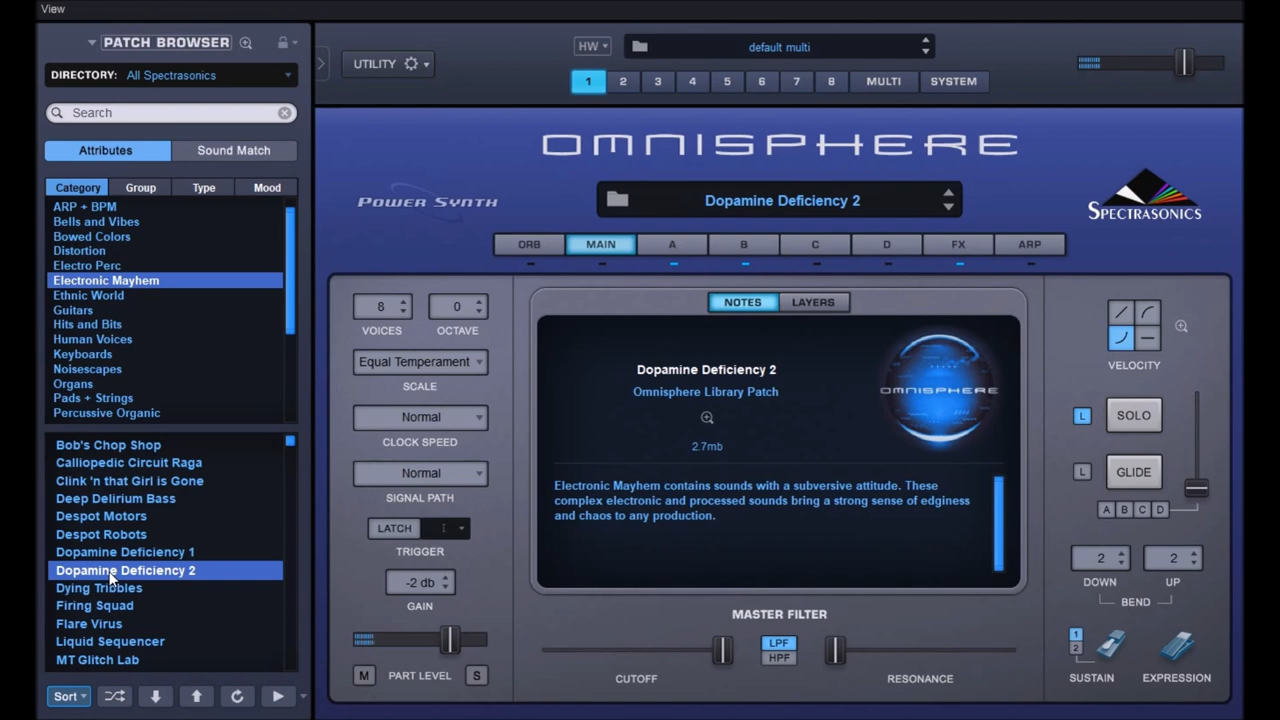 View
PATCH BROWSER
DIRECTORY: All Spectrasonics
Search
Attributes
Sound Match
Category
Group
Type
Mood
ARP + BPM
Bells and Vibes
Bowed Colors
Distortion
Electro Perc
Electronic Mayhem
Ethnic World
Guitars
Hits and Bits
Human Voices
Keyboards
Noisescapes
Organs
Pads + Strings
Percussive Organic
Bob's Chop Shop
Calliopedic Circuit Raga
Clink 'n that Girl is Gone
Deep Delirium Bass
Despot Motors
Despot Robots
Dopamine Deficiency 1
Dopamine Deficiency 2
Dying Tribbles
Firing Squad
Flare Virus
Liquid Sequencer
MT Glitch Lab
Sort
UTILITY
HW
default multi
1 2 3 4 5 6 7 8 MULTI SYSTEM
OMNISPHERE
POWER SYNTH
Dopamine Deficiency 2
SPECTRASONICS
ORB MAIN A B C D FX ARP
8
VOICES
0
OCTAVE
Equal Temperament
SCALE
Normal
CLOCK SPEED
Normal
SIGNAL PATH
LATCH
TRIGGER
-2 db
GAIN
M PART LEVEL S
NOTES LAYERS
Dopamine Deficiency 2
Omnisphere Library Patch
OMNISPHERE
2.7mb
Electronic Mayhem contains sounds with a subversive attitude. These
complex electronic and processed sounds bring a strong sense of edginess
and chaos to any production.
MASTER FILTER
LPF
HPF
CUTOFF
RESONANCE
VELOCITY
L SOLO
L GLIDE
A B C D
2
DOWN
2
UP
BEND
1
2
SUSTAIN
EXPRESSION